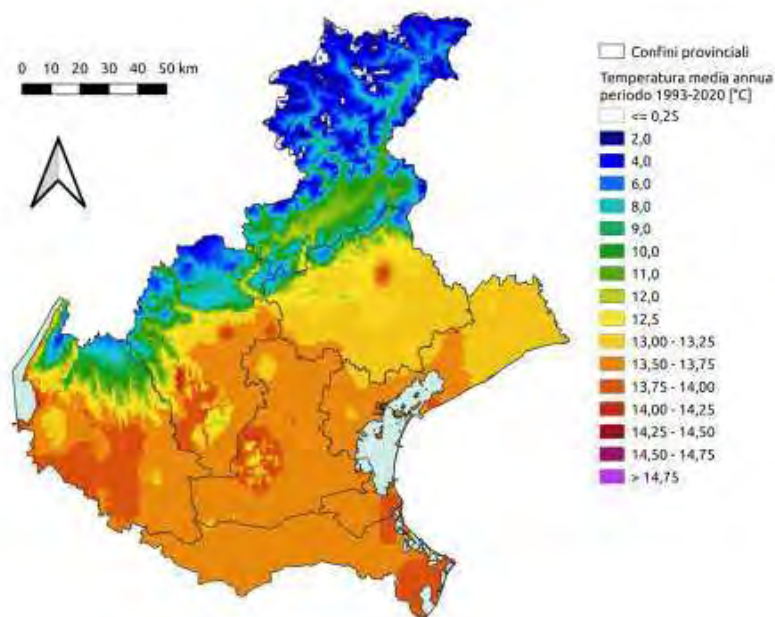 0 10 20 30 40 50 km
Confini provinciali
Temperatura media annua
periodo 1993-2020 [°C]
<= 0,25
2,0
4,0
6,0
8,0
9,0
10,0
11,0
12,0
12,5
13,00 - 13,25
13,50 - 13,75
13,75 - 14,00
14,00 - 14,25
14,25 - 14,50
14,50 - 14,75
> 14,75